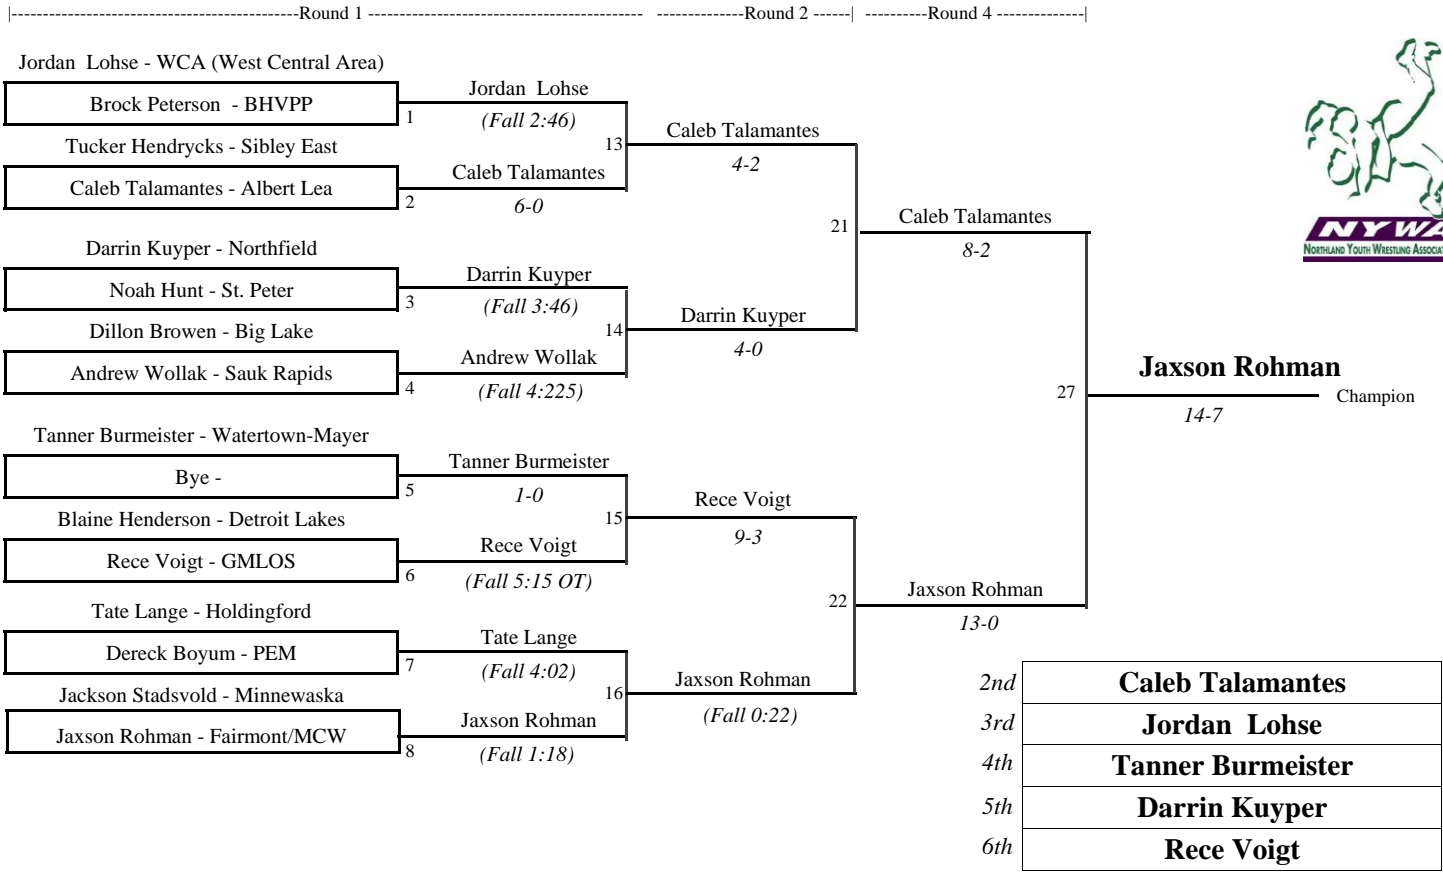 |----------------------------------------------Round 1 -------------------------------------------- --------------Round 2 ------| ----------Round 4 --------------|
Jordan  Lohse - WCA (West Central Area)
Brock Peterson  - BHVPP
1
Jordan  Lohse
(Fall 2:46)
Tucker Hendrycks - Sibley East
Caleb Talamantes - Albert Lea
2
Caleb Talamantes
6-0
13
Caleb Talamantes
4-2
Darrin Kuyper - Northfield
Noah Hunt - St. Peter
3
Darrin Kuyper
(Fall 3:46)
Dillon Browen - Big Lake
Andrew Wollak - Sauk Rapids
4
Andrew Wollak
(Fall 4:225)
14
Darrin Kuyper
4-0
21
Caleb Talamantes
8-2
Tanner Burmeister - Watertown-Mayer
Bye -
5
Tanner Burmeister
1-0
Blaine Henderson - Detroit Lakes
Rece Voigt - GMLOS
6
Rece Voigt
(Fall 5:15 OT)
15
Rece Voigt
9-3
Tate Lange - Holdingford
Dereck Boyum - PEM
7
Tate Lange
(Fall 4:02)
Jackson Stadsvold - Minnewaska
Jaxson Rohman - Fairmont/MCW
8
Jaxson Rohman
(Fall 1:18)
16
Jaxson Rohman
(Fall 0:22)
22
Jaxson Rohman
13-0
27
Jaxson Rohman
Champion
14-7
NYWA
NORTHLAND YOUTH WRESTLING
2nd Caleb Talamantes
3rd Jordan  Lohse
4th Tanner Burmeister
5th Darrin Kuyper
6th Rece Voigt